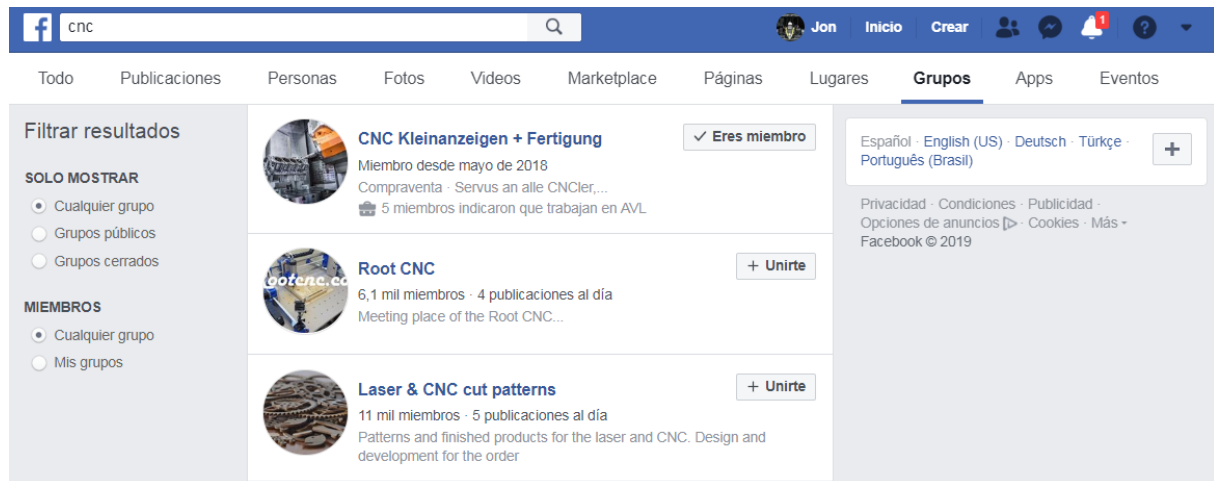 f
cnc
Jon Inicio Crear 1 ?
Todo Publicaciones Personas Fotos Videos Marketplace Páginas Lugares Grupos Apps Eventos
Filtrar resultados
SOLO MOSTRAR
Cualquier grupo
Grupos públicos
Grupos cerrados
MIEMBROS
Cualquier grupo
Mis grupos
CNC Kleinanzeigen + Fertigung
✓ Eres miembro
Miembro desde mayo de 2018
Compraventa · Servus an alle CNCler,...
5 miembros indicaron que trabajan en AVL
ootcnc.co
Root CNC
+ Unirte
6,1 mil miembros · 4 publicaciones al día
Meeting place of the Root CNC...
Laser & CNC cut patterns
+ Unirte
11 mil miembros · 5 publicaciones al día
Patterns and finished products for the laser and CNC. Design and
development for the order
Español · English (US) · Deutsch · Türkçe ·
Português (Brasil)
+
Privacidad · Condiciones · Publicidad ·
Opciones de anuncios · Cookies · Más
Facebook © 2019